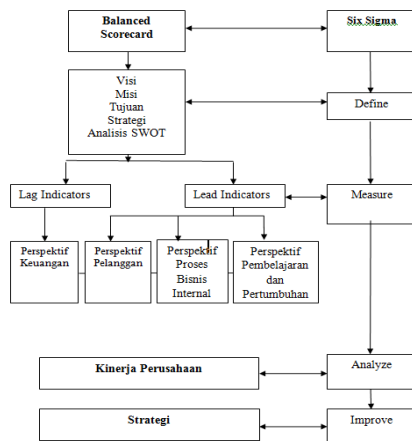 Balanced
Scorecard
Six Sigma
Visi
Misi
Tujuan
Strategi
Analisis SWOT
Define
Lag Indicators
Lead Indicators
Measure
Perspektif
Keuangan
Perspektif
Pelanggan
Perspektif
Proses
Bisnis
Internal
Perspektif
Pembelajaran
dan
Pertumbuhan
Kinerja Perusahaan
Analyze
Strategi
Improve